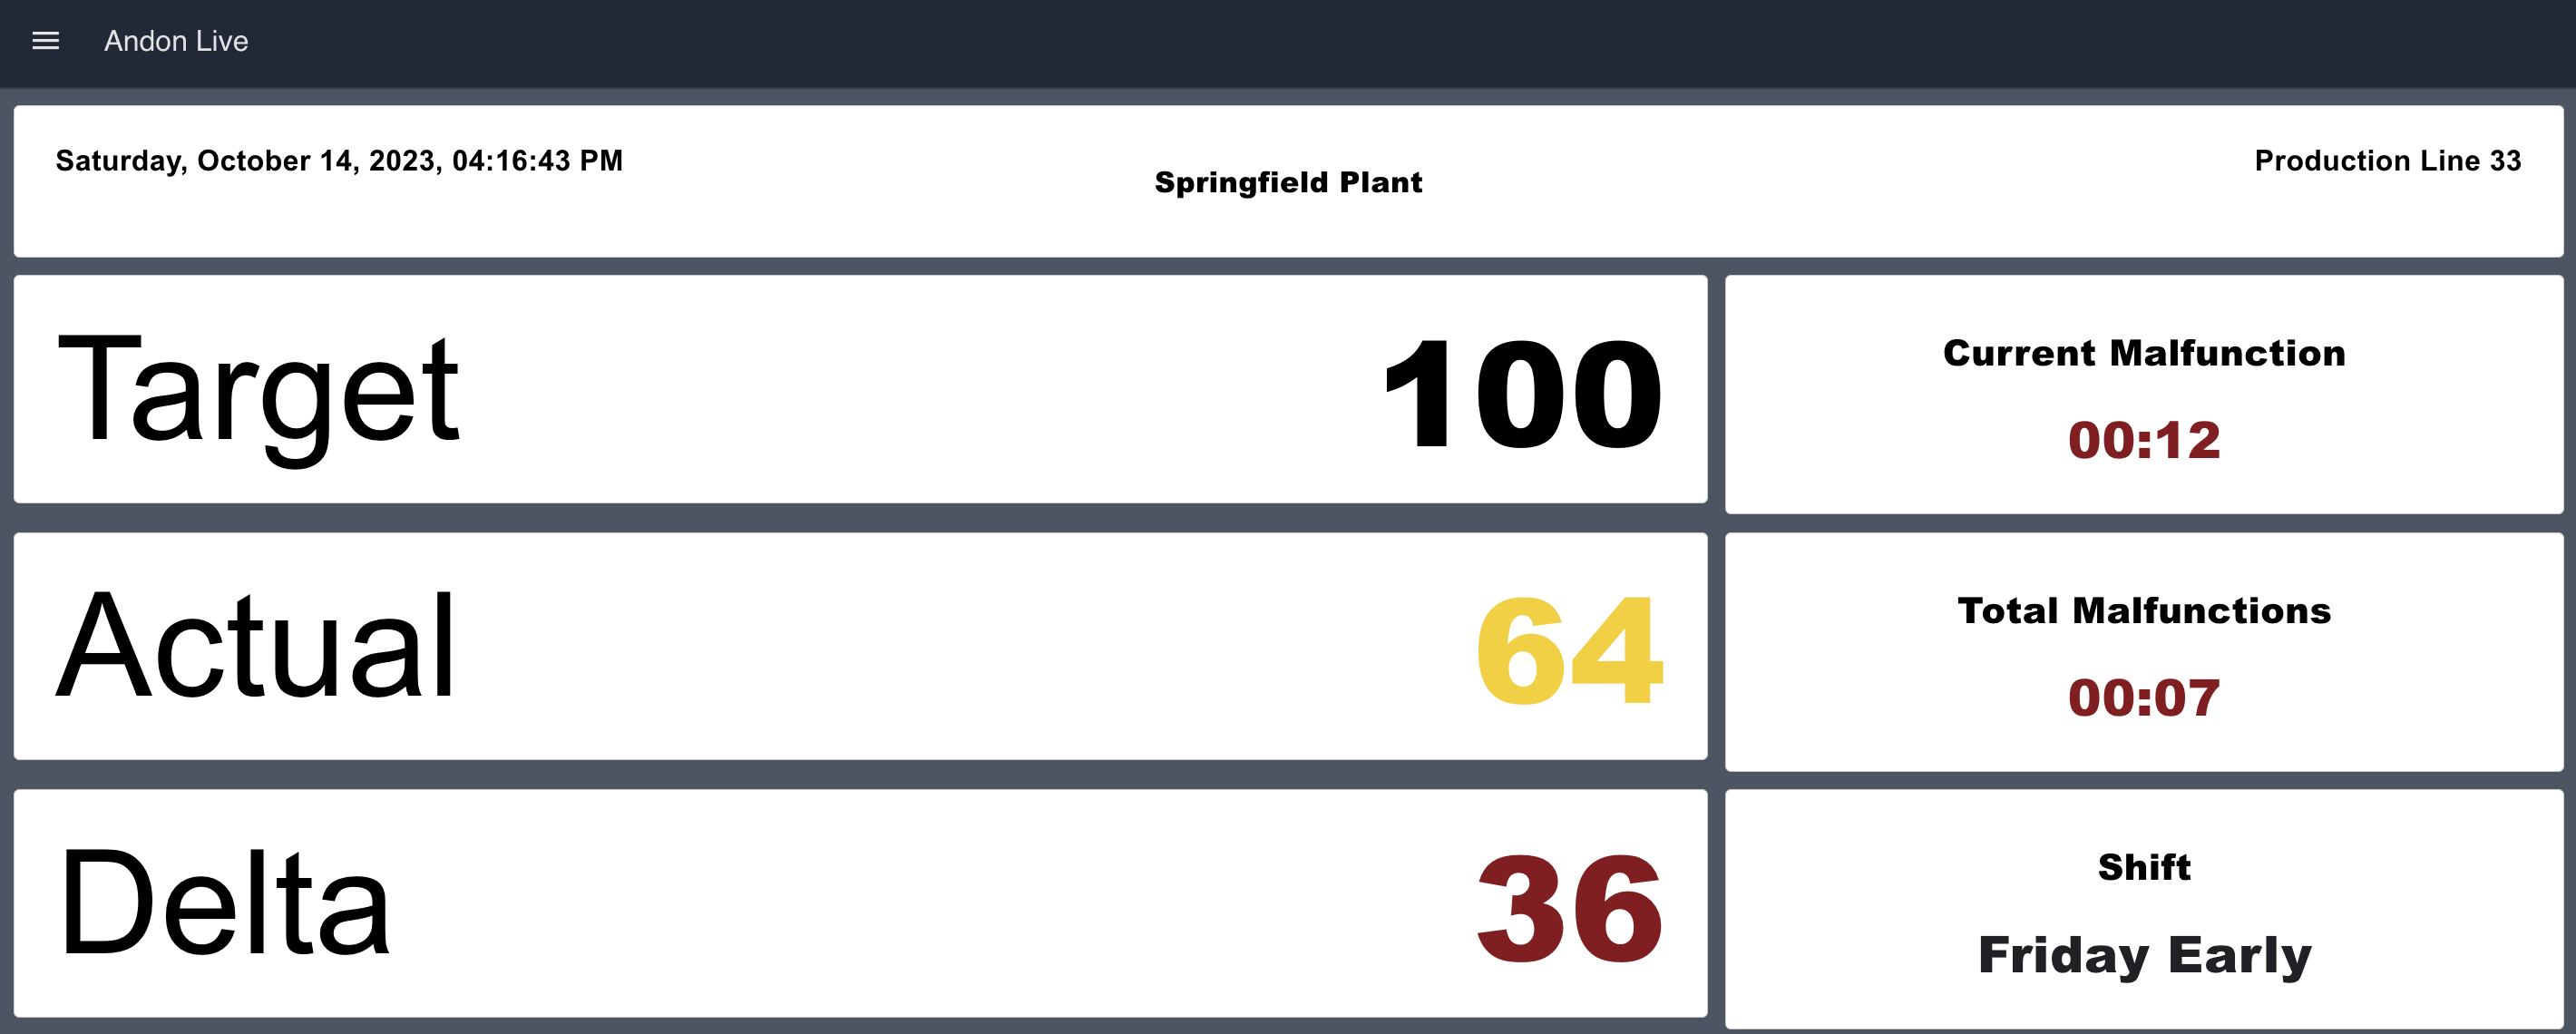 Andon Live
Saturday, October 14, 2023, 04:16:43 PM
Springfield Plant
Production Line 33
Target
100
Current Malfunction
00:12
Actual
64
Total Malfunctions
00:07
Delta
36
Shift
Friday Early